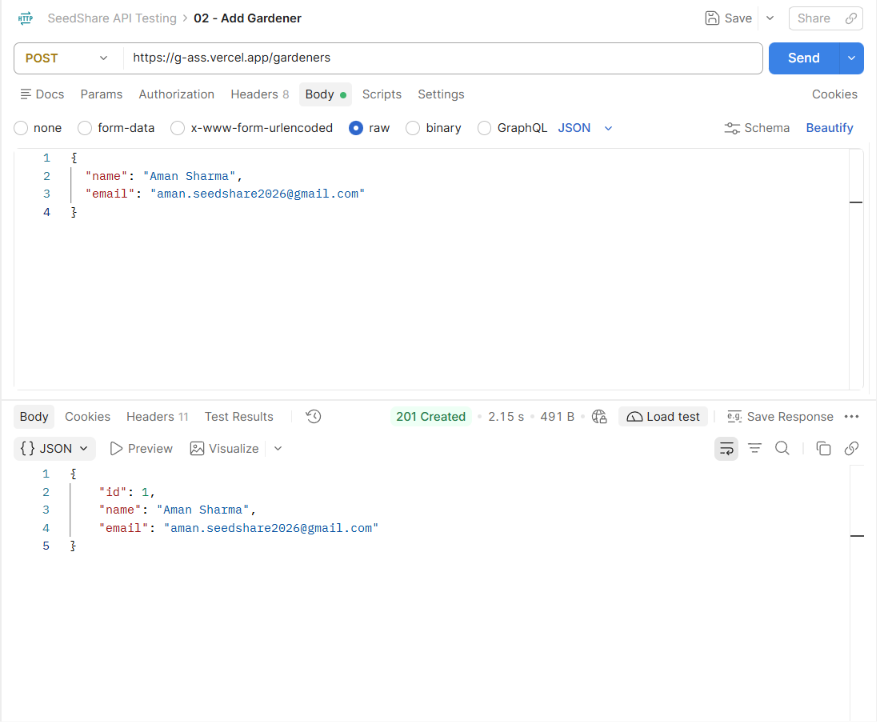 HTTP SeedShare API Testing > 02 - Add Gardener Save Share
POST https://g-ass.vercel.app/gardeners Send
Docs Params Authorization Headers 8 Body Scripts Settings Cookies
none form-data x-www-form-urlencoded raw binary GraphQL JSON Schema Beautify
1 {
2 "name": "Aman Sharma",
3 "email": "aman.seedshare2026@gmail.com"
4 }
Body Cookies Headers 11 Test Results 201 Created • 2.15 s • 491 B • Load test e.g. Save Response •••
{} JSON Preview Visualize
1 {
2 "id": 1,
3 "name": "Aman Sharma",
4 "email": "aman.seedshare2026@gmail.com"
5 }